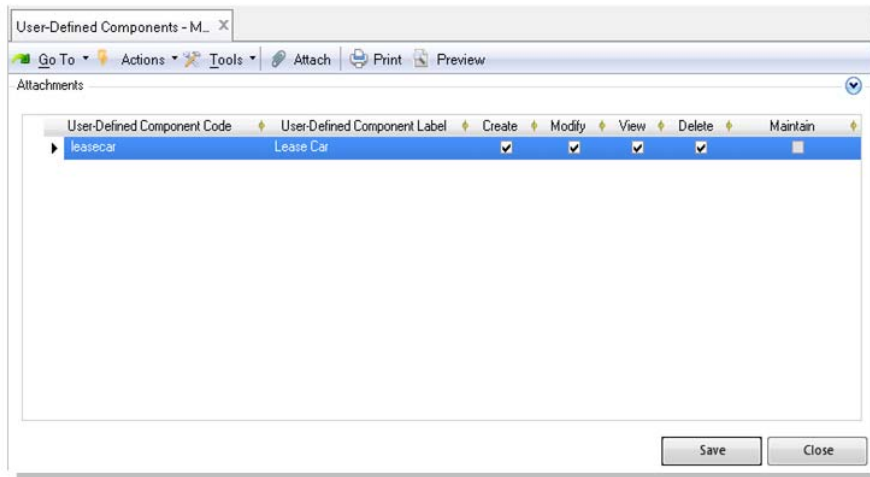 User-Defined Components - M...
Go To Actions Tools Attach Print Preview
Attachments
User-Defined Component Code User-Defined Component Label Create Modify View Delete Maintain
leasecar Lease Car
Save Close